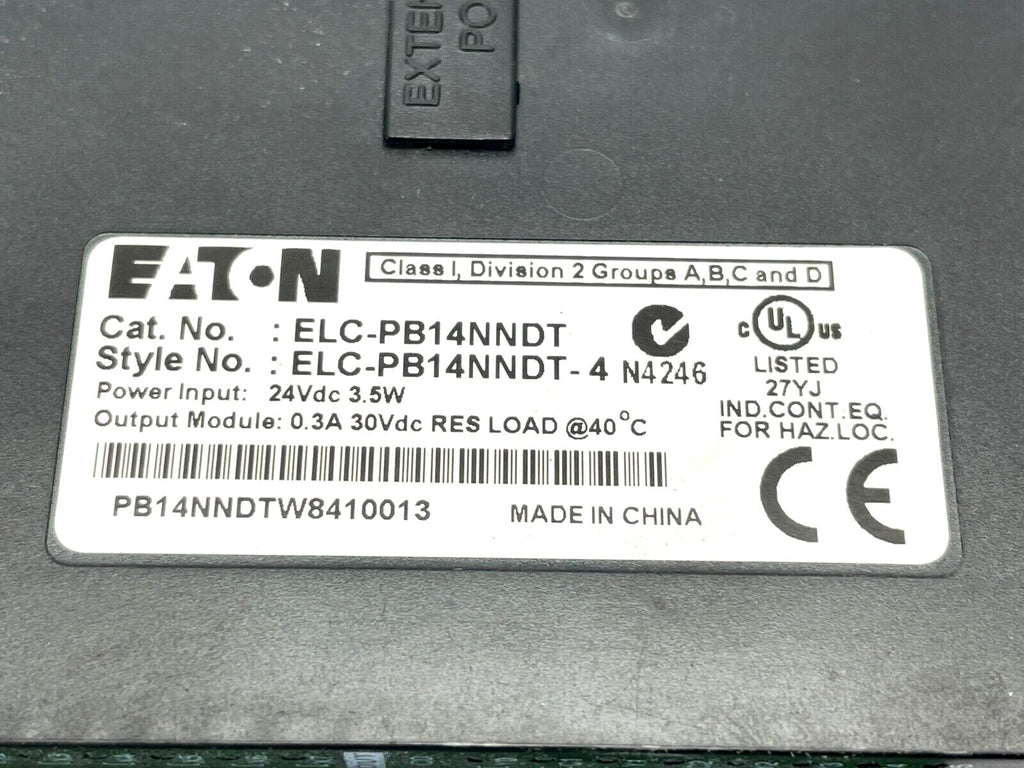 EXTE
PO
EATON
Class I, Division 2 Groups A,B,C and D
Cat. No. : ELC-PB14NNDT
Style No. : ELC-PB14NNDT-4 N4246
Power Input: 24Vdc 3.5W
Output Module: 0.3A 30Vdc RES LOAD @40°C
c UL us
LISTED
27YJ
IND.CONT.EQ.
FOR HAZ.LOC.
PB14NNDTW8410013
MADE IN CHINA
CE